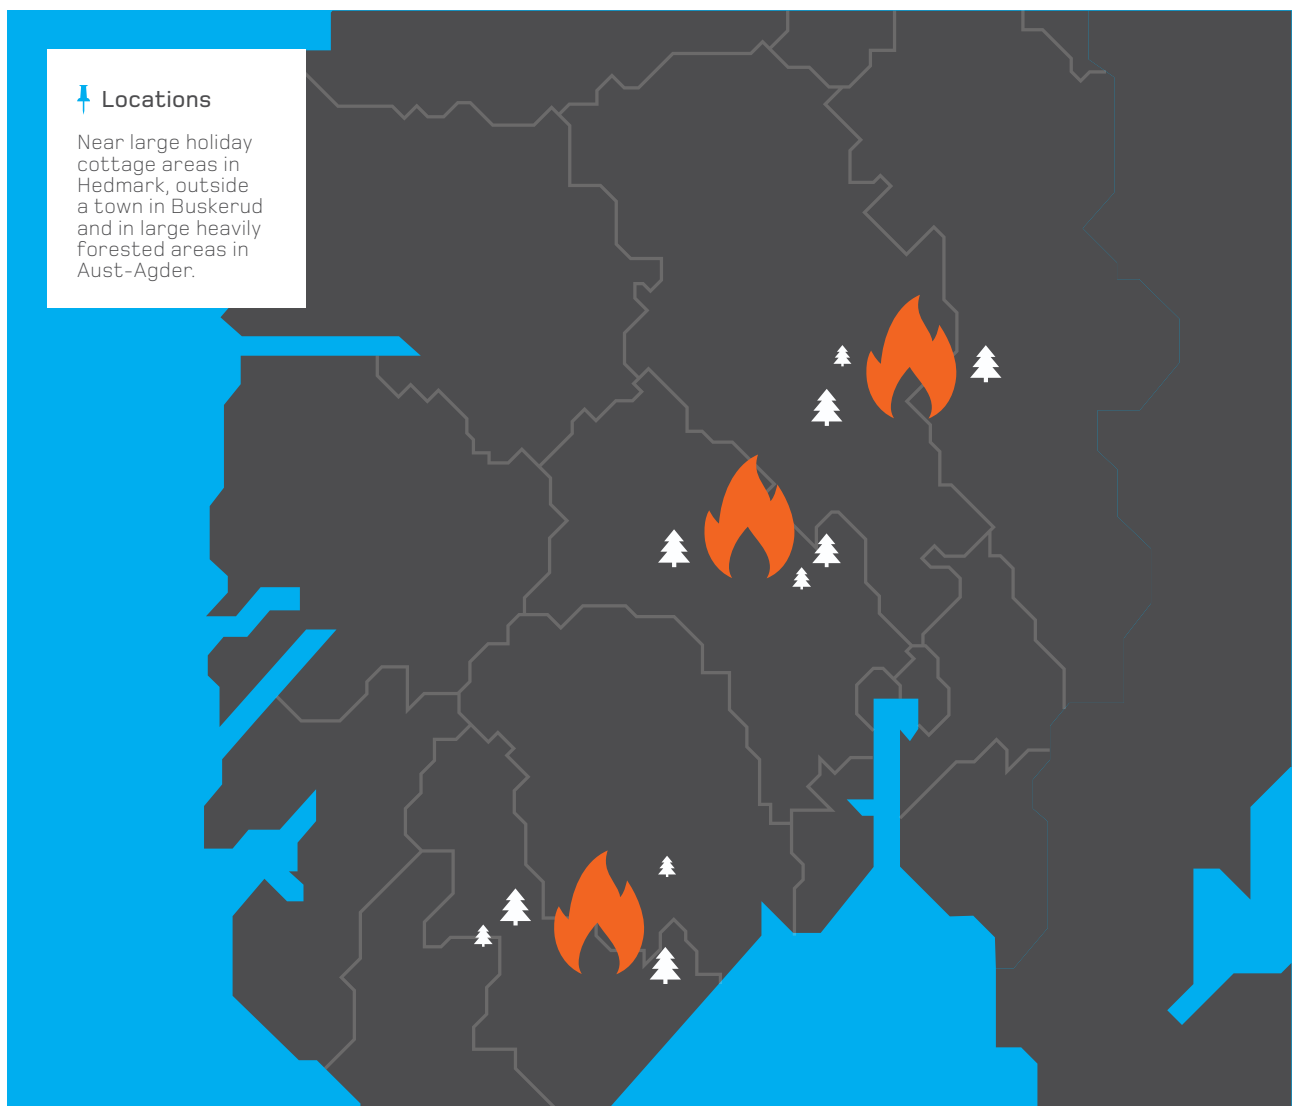 Locations
Near large holiday
cottage areas in
Hedmark, outside
a town in Buskerud
and in large heavily
forested areas in
Aust-Agder.